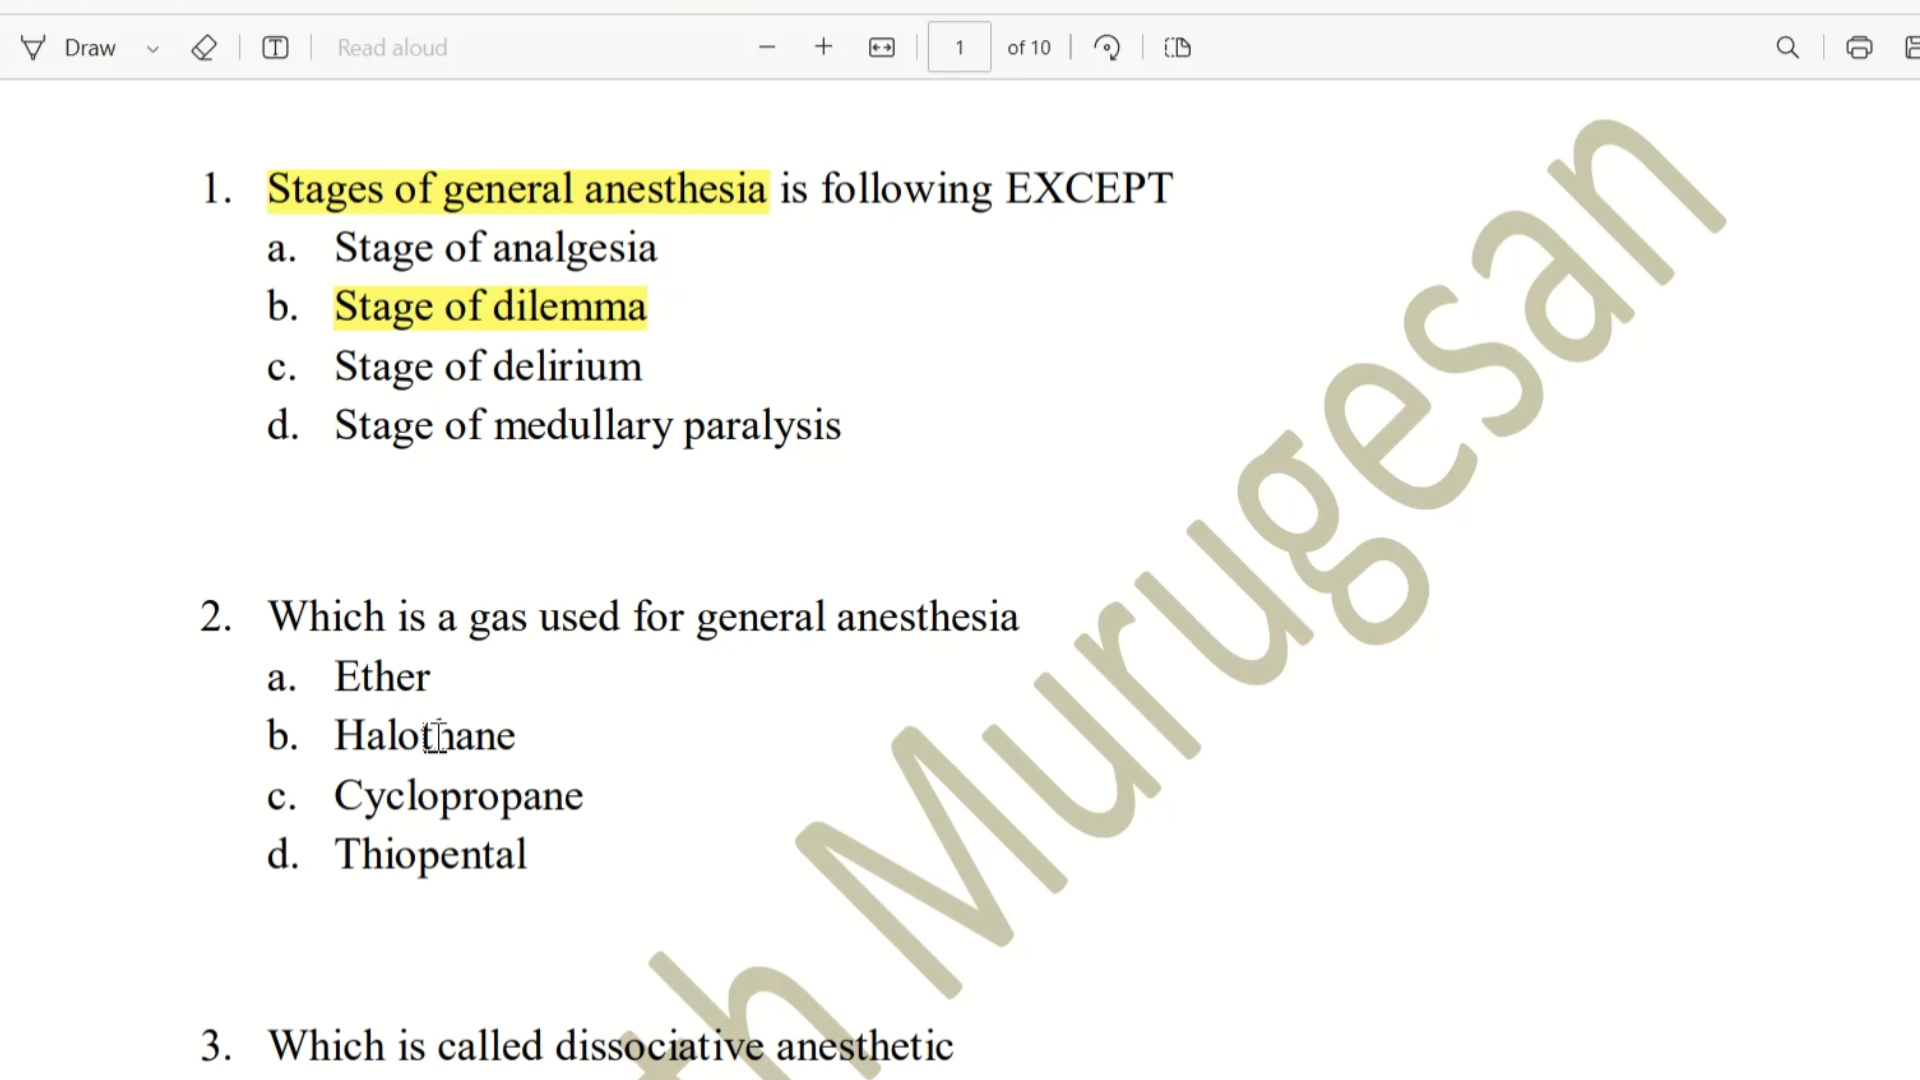 Draw
Read aloud
1 of 10
1. Stages of general anesthesia is following EXCEPT
a. Stage of analgesia
b. Stage of dilemma
c. Stage of delirium
d. Stage of medullary paralysis
2. Which is a gas used for general anesthesia
a. Ether
b. Halothane
c. Cyclopropane
d. Thiopental
3. Which is called dissociative anesthetic
th Murugesan